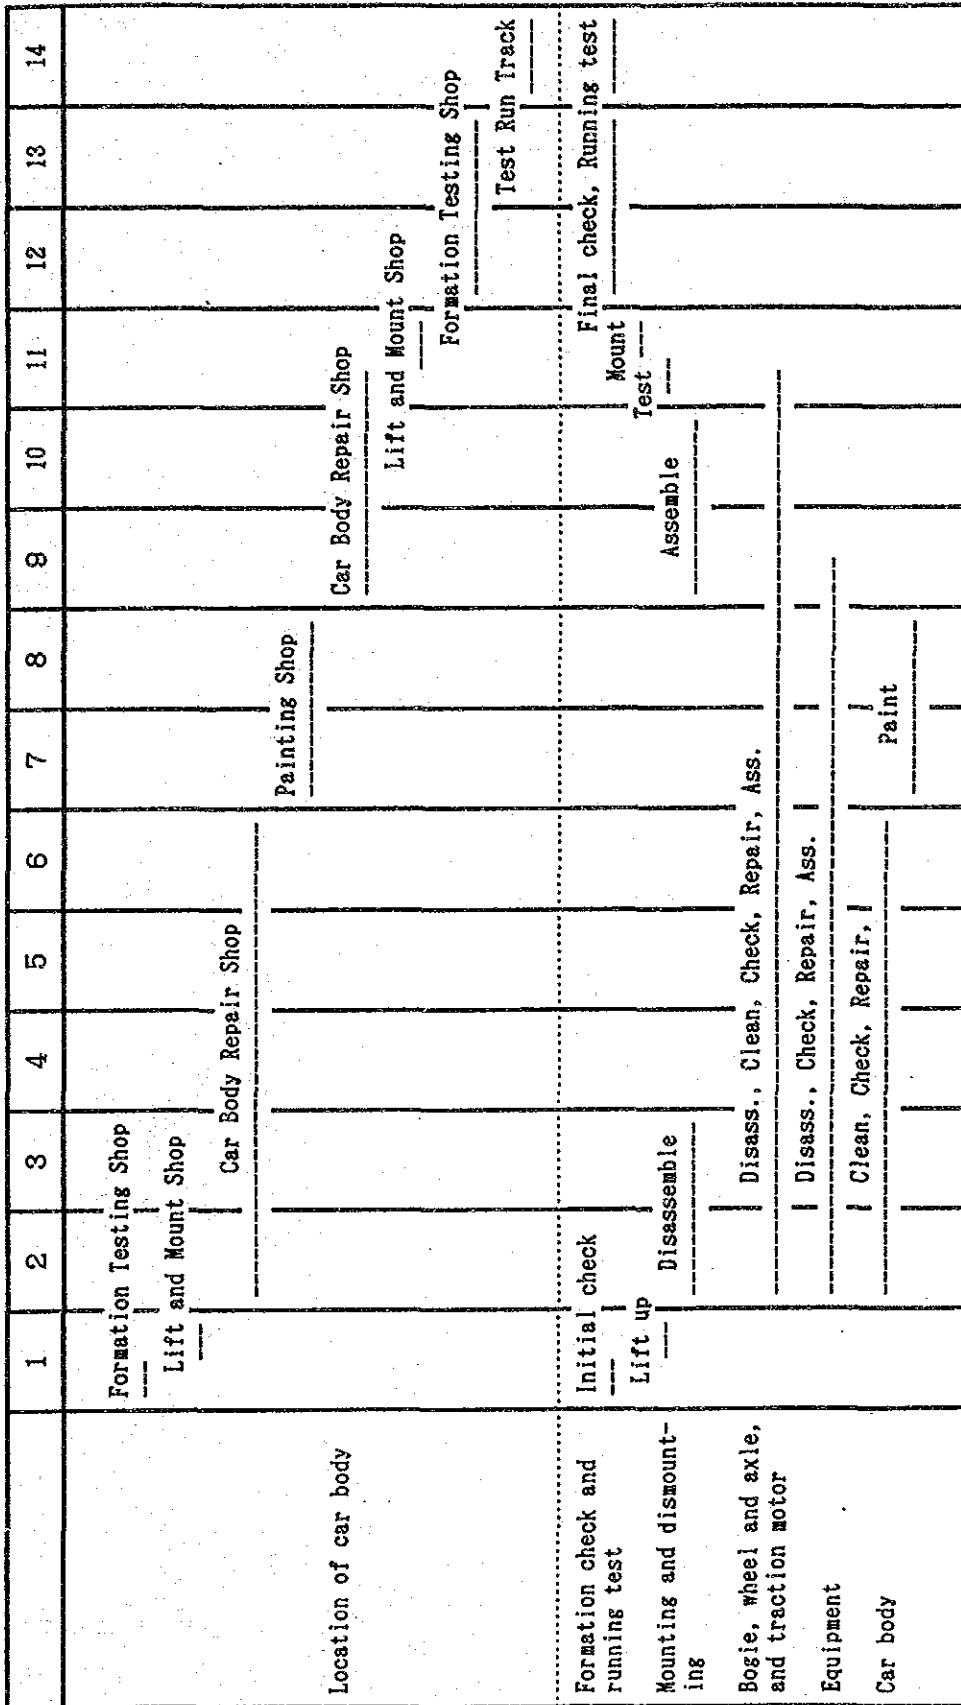 1 2 3 4 5 6 7 8 9 10 11 12 13 14
Formation Testing Shop
Lift and Mount Shop
Car Body Repair Shop
Painting Shop
Location of car body
Car Body Repair Shop
Lift and Mount Shop
Formation Testing Shop
Test Run Track
Formation check and
running test
Initial check
Final check, Running test
Mounting and dismount-
ing
Lift up
Disassemble
Assemble
Test
Mount
Bogie, wheel and axle,
and traction motor
Disass., Clean, Check, Repair, Ass.
Equipment
Disass., Check, Repair, Ass.
Car body
Clean, Check, Repair,
Paint